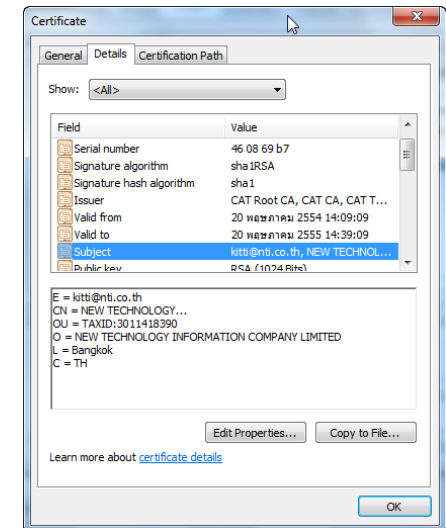 Certificate
General Details Certification Path
Show: <All>
Field Value
Serial number 46 08 69 b7
Signature algorithm sha1RSA
Signature hash algorithm sha1
Issuer CAT Root CA, CAT CA, CAT T...
Valid from 20 พฤษภาคม 2554 14:09:09
Valid to 20 พฤษภาคม 2555 14:39:09
Subject kitti@nti.co.th, NEW TECHNOL...
Public key RSA (1024 Bits)
E = kitti@nti.co.th
CN = NEW TECHNOLOGY...
OU = TAXID:3011418390
O = NEW TECHNOLOGY INFORMATION COMPANY LIMITED
L = Bangkok
C = TH
Edit Properties... Copy to File...
Learn more about certificate details
OK